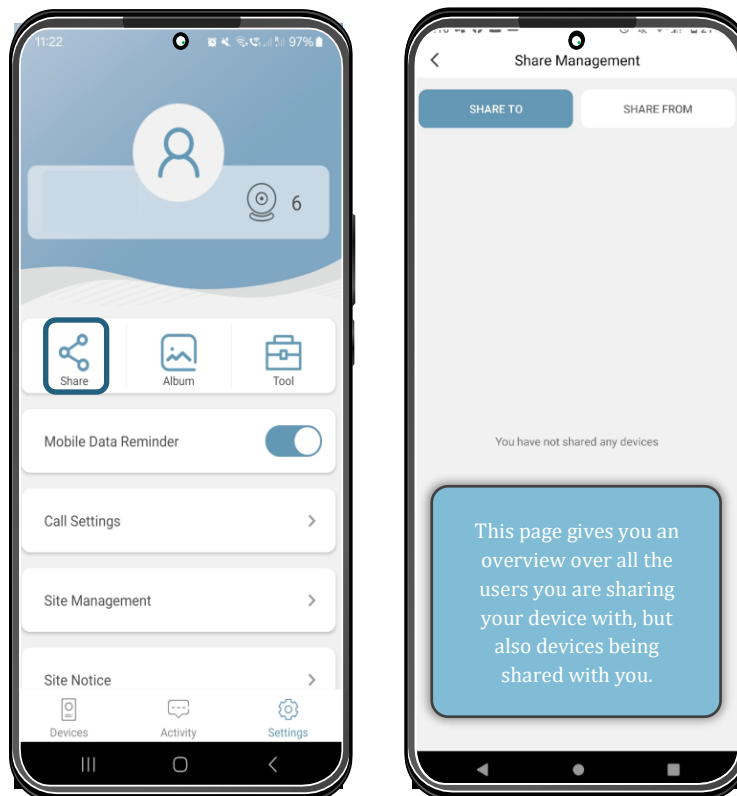 11:22
97%
6
Share
Album
Tool
Mobile Data Reminder
Call Settings
Site Management
Site Notice
Devices
Activity
Settings
Share Management
SHARE TO
SHARE FROM
You have not shared any devices
This page gives you an
overview over all the
users you are sharing
your device with, but
also devices being
shared with you.